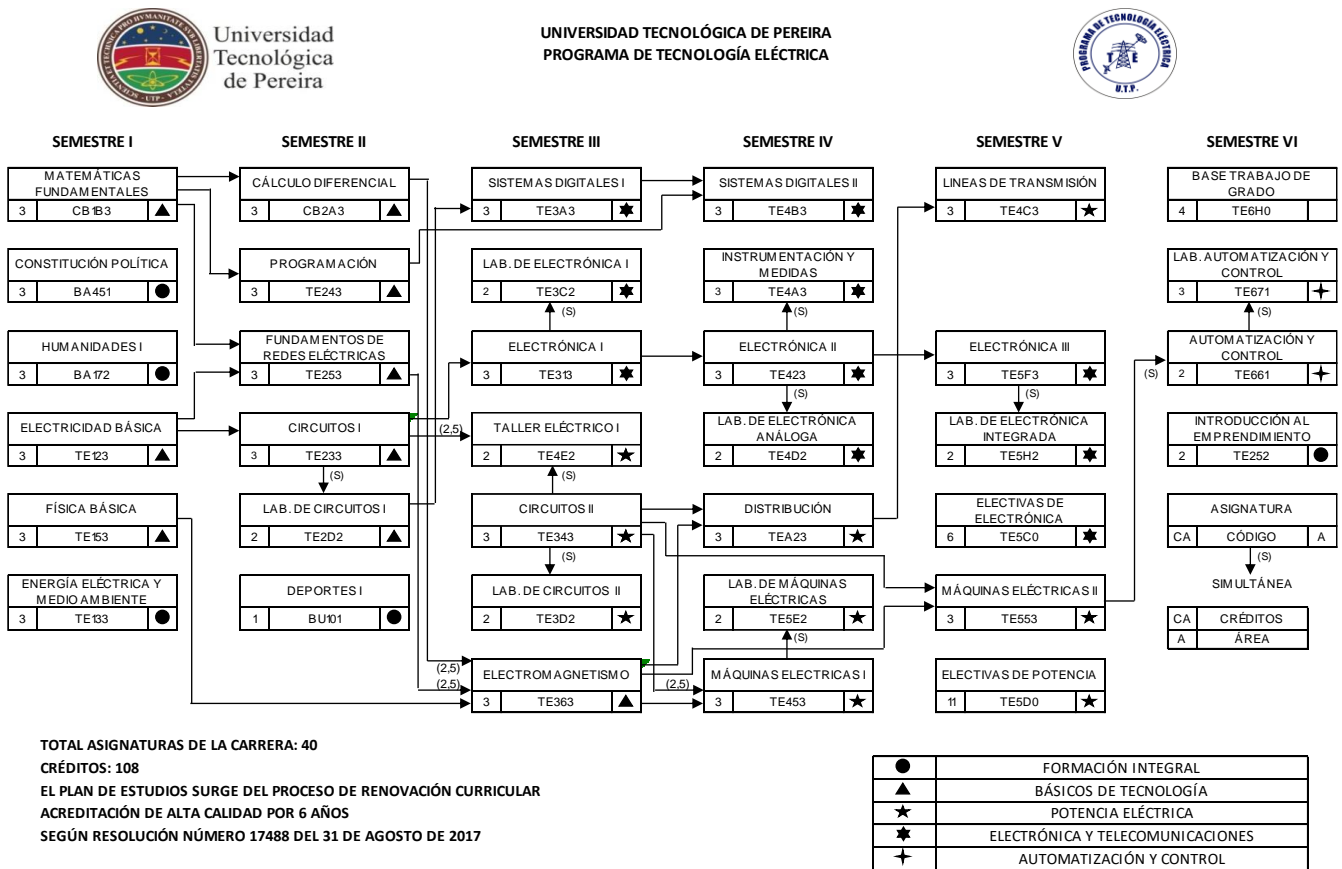 Universidad
Tecnológica
de Pereira
UNIVERSIDAD TECNOLÓGICA DE PEREIRA
PROGRAMA DE TECNOLOGÍA ELÉCTRICA
PROGRAMA DE TECNOLOGÍA ELÉCTRICA
T E
U.T.P.
SEMESTRE I
SEMESTRE II
SEMESTRE III
SEMESTRE IV
SEMESTRE V
SEMESTRE VI
MATEMÁTICAS
FUNDAMENTALES
3 CB1B3
CÁLCULO DIFERENCIAL
3 CB2A3
SISTEMAS DIGITALES I
3 TE3A3
SISTEMAS DIGITALES II
3 TE4B3
LINEAS DE TRANSMISIÓN
3 TE4C3
BASE TRABAJO DE
GRADO
4 TE6H0
CONSTITUCIÓN POLÍTICA
3 BA451
PROGRAMACIÓN
3 TE243
LAB. DE ELECTRÓNICA I
2 TE3C2
INSTRUMENTACIÓN Y
MEDIDAS
3 TE4A3
LAB. AUTOMATIZACIÓN Y
CONTROL
3 TE671
(S)
(S)
(S)
HUMANIDADES I
3 BA172
FUNDAMENTOS DE
REDES ELÉCTRICAS
3 TE253
ELECTRÓNICA I
3 TE313
ELECTRÓNICA II
3 TE423
ELECTRÓNICA III
3 TE5F3
(S)
AUTOMATIZACIÓN Y
CONTROL
2 TE661
(S)
(S)
ELECTRICIDAD BÁSICA
3 TE123
CIRCUITOS I
3 TE233
(2,5)
TALLER ELÉCTRICO I
2 TE4E2
LAB. DE ELECTRÓNICA
ANÁLOGA
2 TE4D2
LAB. DE ELECTRÓNICA
INTEGRADA
2 TE5H2
INTRODUCCIÓN AL
EMPRENDIMIENTO
2 TE252
(S)
(S)
FÍSICA BÁSICA
3 TE153
LAB. DE CIRCUITOS I
2 TE2D2
CIRCUITOS II
3 TE343
DISTRIBUCIÓN
3 TEA23
ELECTIVAS DE
ELECTRÓNICA
6 TE5C0
ASIGNATURA
CA CÓDIGO A
(S)
(S)
SIMULTÁNEA
ENERGÍA ELÉCTRICA Y
MEDIO AMBIENTE
3 TE133
DEPORTES I
1 BU101
LAB. DE CIRCUITOS II
2 TE3D2
LAB. DE MÁQUINAS
ELÉCTRICAS
2 TE5E2
MÁQUINAS ELÉCTRICAS II
3 TE553
CA CRÉDITOS
A ÁREA
(S)
(2,5)
(2,5)
ELECTROMAGNETISMO
3 TE363
(2,5)
MÁQUINAS ELECTRICAS I
3 TE453
ELECTIVAS DE POTENCIA
11 TE5D0
TOTAL ASIGNATURAS DE LA CARRERA: 40
CRÉDITOS: 108
EL PLAN DE ESTUDIOS SURGE DEL PROCESO DE RENOVACIÓN CURRICULAR
ACREDITACIÓN DE ALTA CALIDAD POR 6 AÑOS
SEGÚN RESOLUCIÓN NÚMERO 17488 DEL 31 DE AGOSTO DE 2017
FORMACIÓN INTEGRAL
BÁSICOS DE TECNOLOGÍA
POTENCIA ELÉCTRICA
ELECTRÓNICA Y TELECOMUNICACIONES
AUTOMATIZACIÓN Y CONTROL